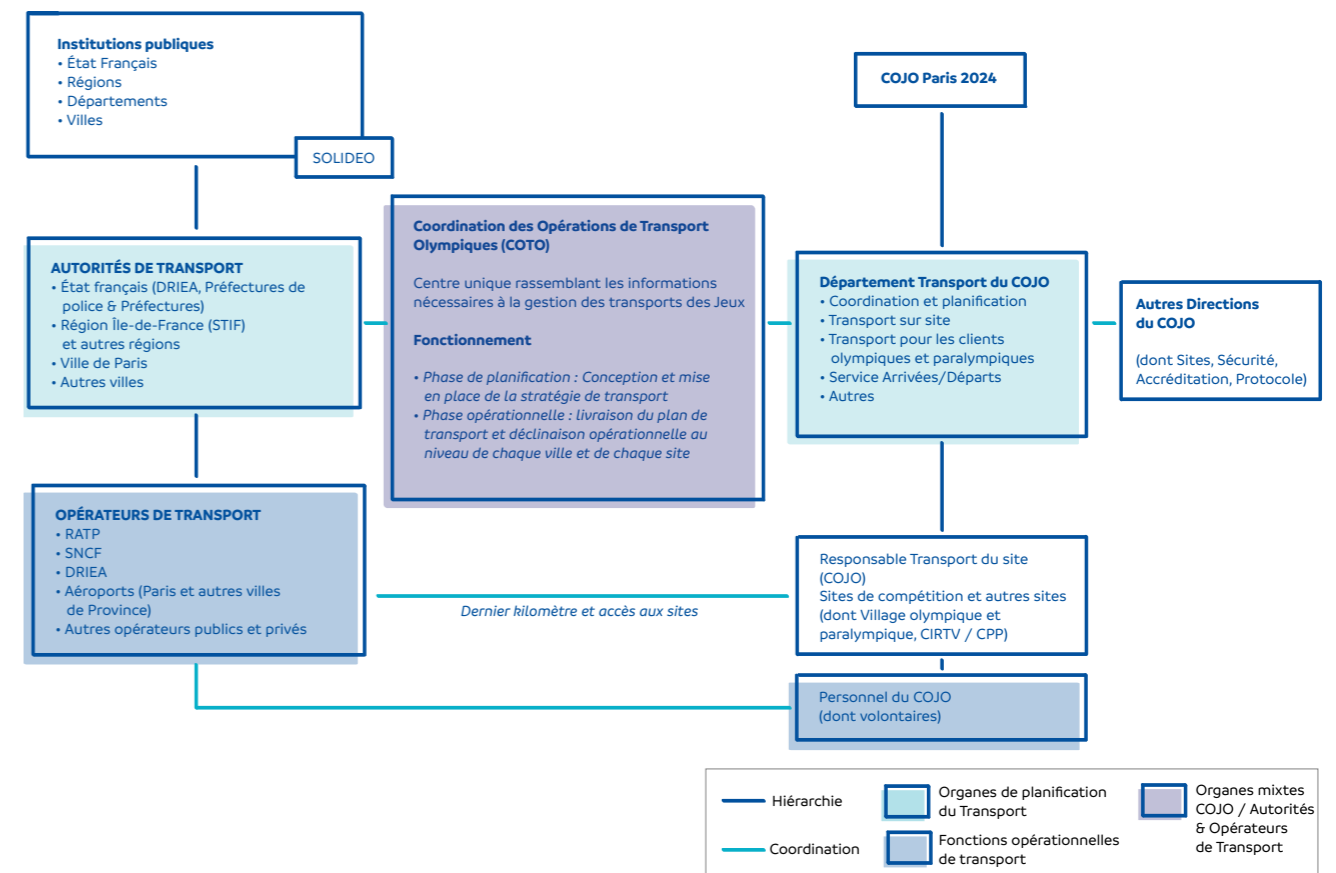 Institutions publiques
• État Français
• Régions
• Départements
• Villes
SOLIDEO
COJO Paris 2024
AUTORITÉS DE TRANSPORT
• État français (DRIEA, Préfectures de
police & Préfectures)
• Région Île-de-France (STIF)
et autres régions
• Ville de Paris
• Autres villes
Coordination des Opérations de Transport
Olympiques (COTO)
Centre unique rassemblant les informations
nécessaires à la gestion des transports des Jeux
Fonctionnement
• Phase de planification : Conception et mise
en place de la stratégie de transport
• Phase opérationnelle : livraison du plan de
transport et déclinaison opérationnelle au
niveau de chaque ville et de chaque site
Département Transport du COJO
• Coordination et planification
• Transport sur site
• Transport pour les clients
olympiques et paralympiques
• Service Arrivées/Départs
• Autres
Autres Directions
du COJO
(dont Sites, Sécurité,
Accréditation, Protocole)
OPÉRATEURS DE TRANSPORT
• RATP
• SNCF
• DRIEA
• Aéroports (Paris et autres villes
de Province)
• Autres opérateurs publics et privés
Dernier kilomètre et accès aux sites
Responsable Transport du site
(COJO)
Sites de compétition et autres sites
(dont Village olympique et
paralympique, CIRTV / CPP)
Personnel du COJO
(dont volontaires)
Hiérarchie
Coordination
Organes de planification
du Transport
Fonctions opérationnelles
de transport
Organes mixtes
COJO / Autorités
& Opérateurs
de Transport